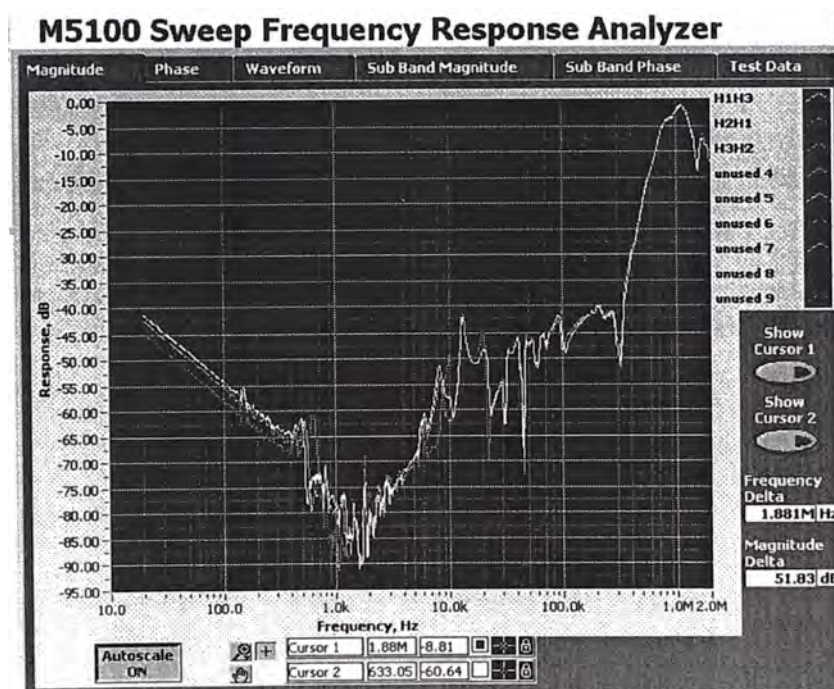 M5100 Sweep Frequency Response Analyzer
Magnitude Phase Waveform Sub Band Magnitude Sub Band Phase Test Data
H1H3
H2H1
H3H2
unused 4
unused 5
unused 6
unused 7
unused 8
unused 9
Response, dB
0.00
-5.00
-10.00
-15.00
-20.00
-25.00
-30.00
-35.00
-40.00
-45.00
-50.00
-55.00
-60.00
-65.00
-70.00
-75.00
-80.00
-85.00
-90.00
-95.00
10.0 100.0 1.0k 10.0k 100.0k 1.0M 2.0M
Frequency, Hz
Show
Cursor 1
Show
Cursor 2
Frequency
Delta
1.881M Hz
Magnitude
Delta
51.83 dB
Autoscale
ON
Cursor 1 1.88M -8.81
Cursor 2 633.05 -60.64